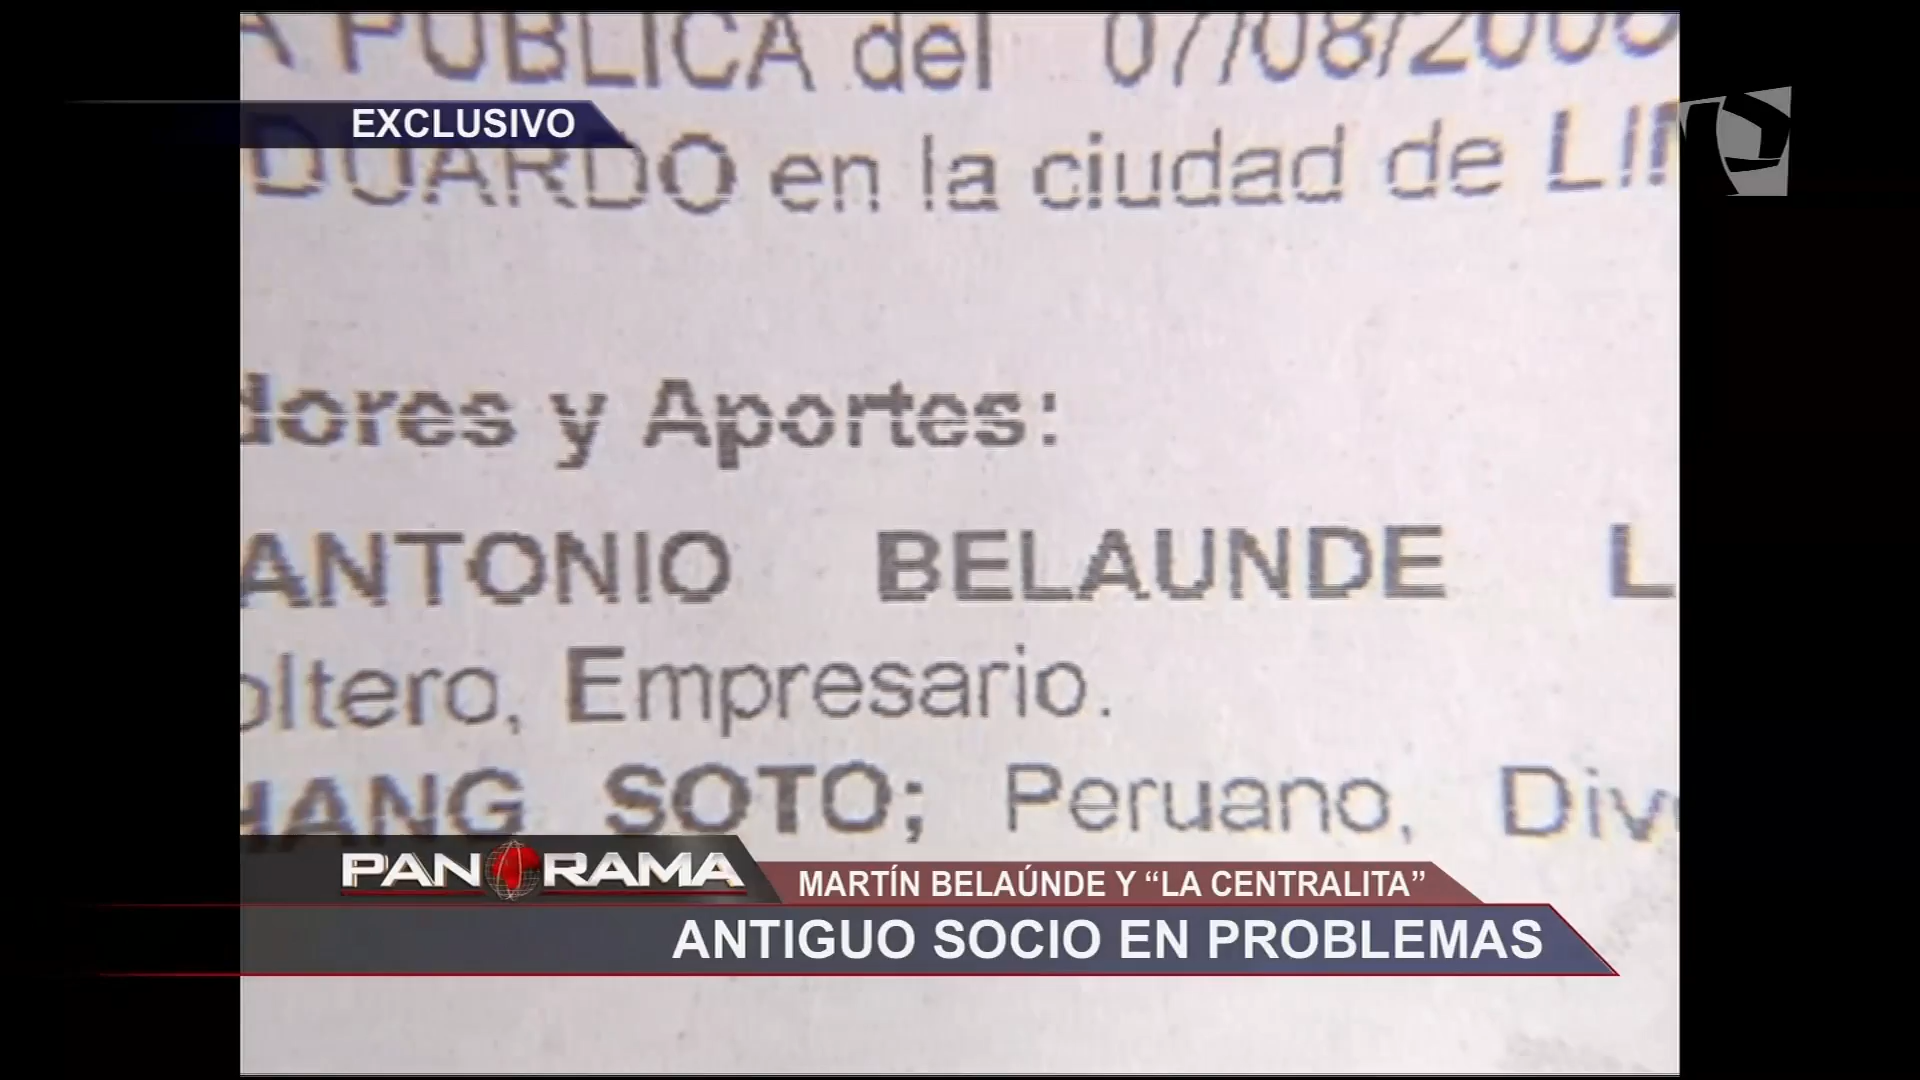 A PUBLICA del 07/08/200
EXCLUSIVO
DUARDO en la ciudad de LI
dores y Aportes:
ANTONIO BELAUNDE L
oltero, Empresario.
HANG SOTO; Peruano, Div
PANORAMA
MARTÍN BELAÚNDE Y “LA CENTRALITA”
ANTIGUO SOCIO EN PROBLEMAS